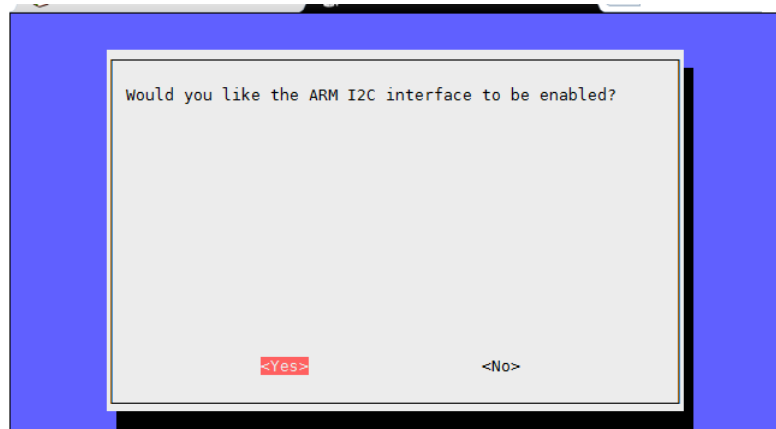 Would you like the ARM I2C interface to be enabled?
<Yes>
<No>